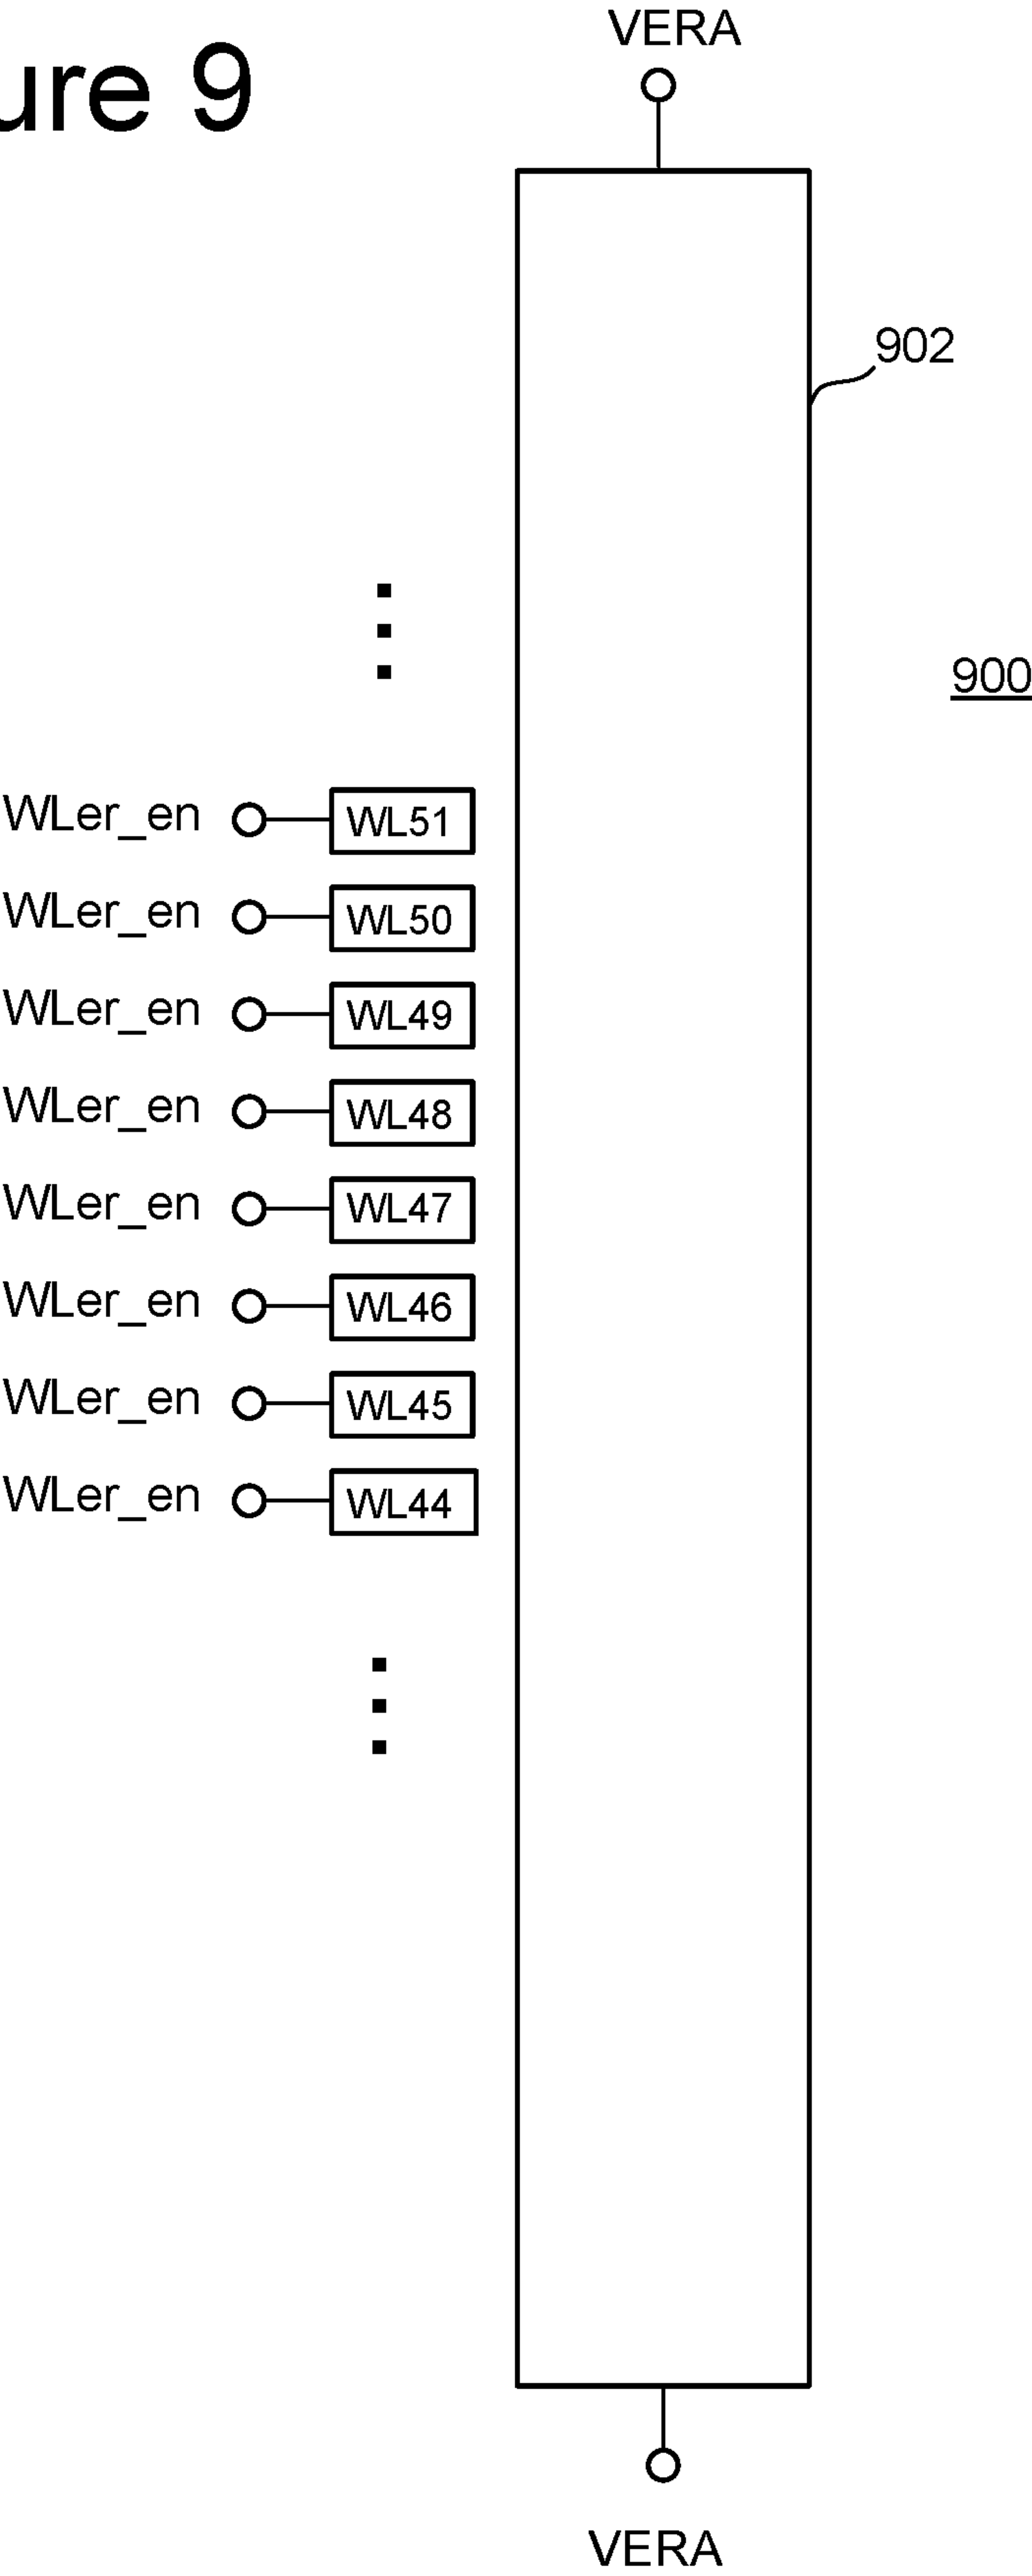 VERA
ure 9
902
900
WLer_en WL51
WLer_en WL50
WLer_en WL49
WLer_en WL48
WLer_en WL47
WLer_en WL46
WLer_en WL45
WLer_en WL44
VERA